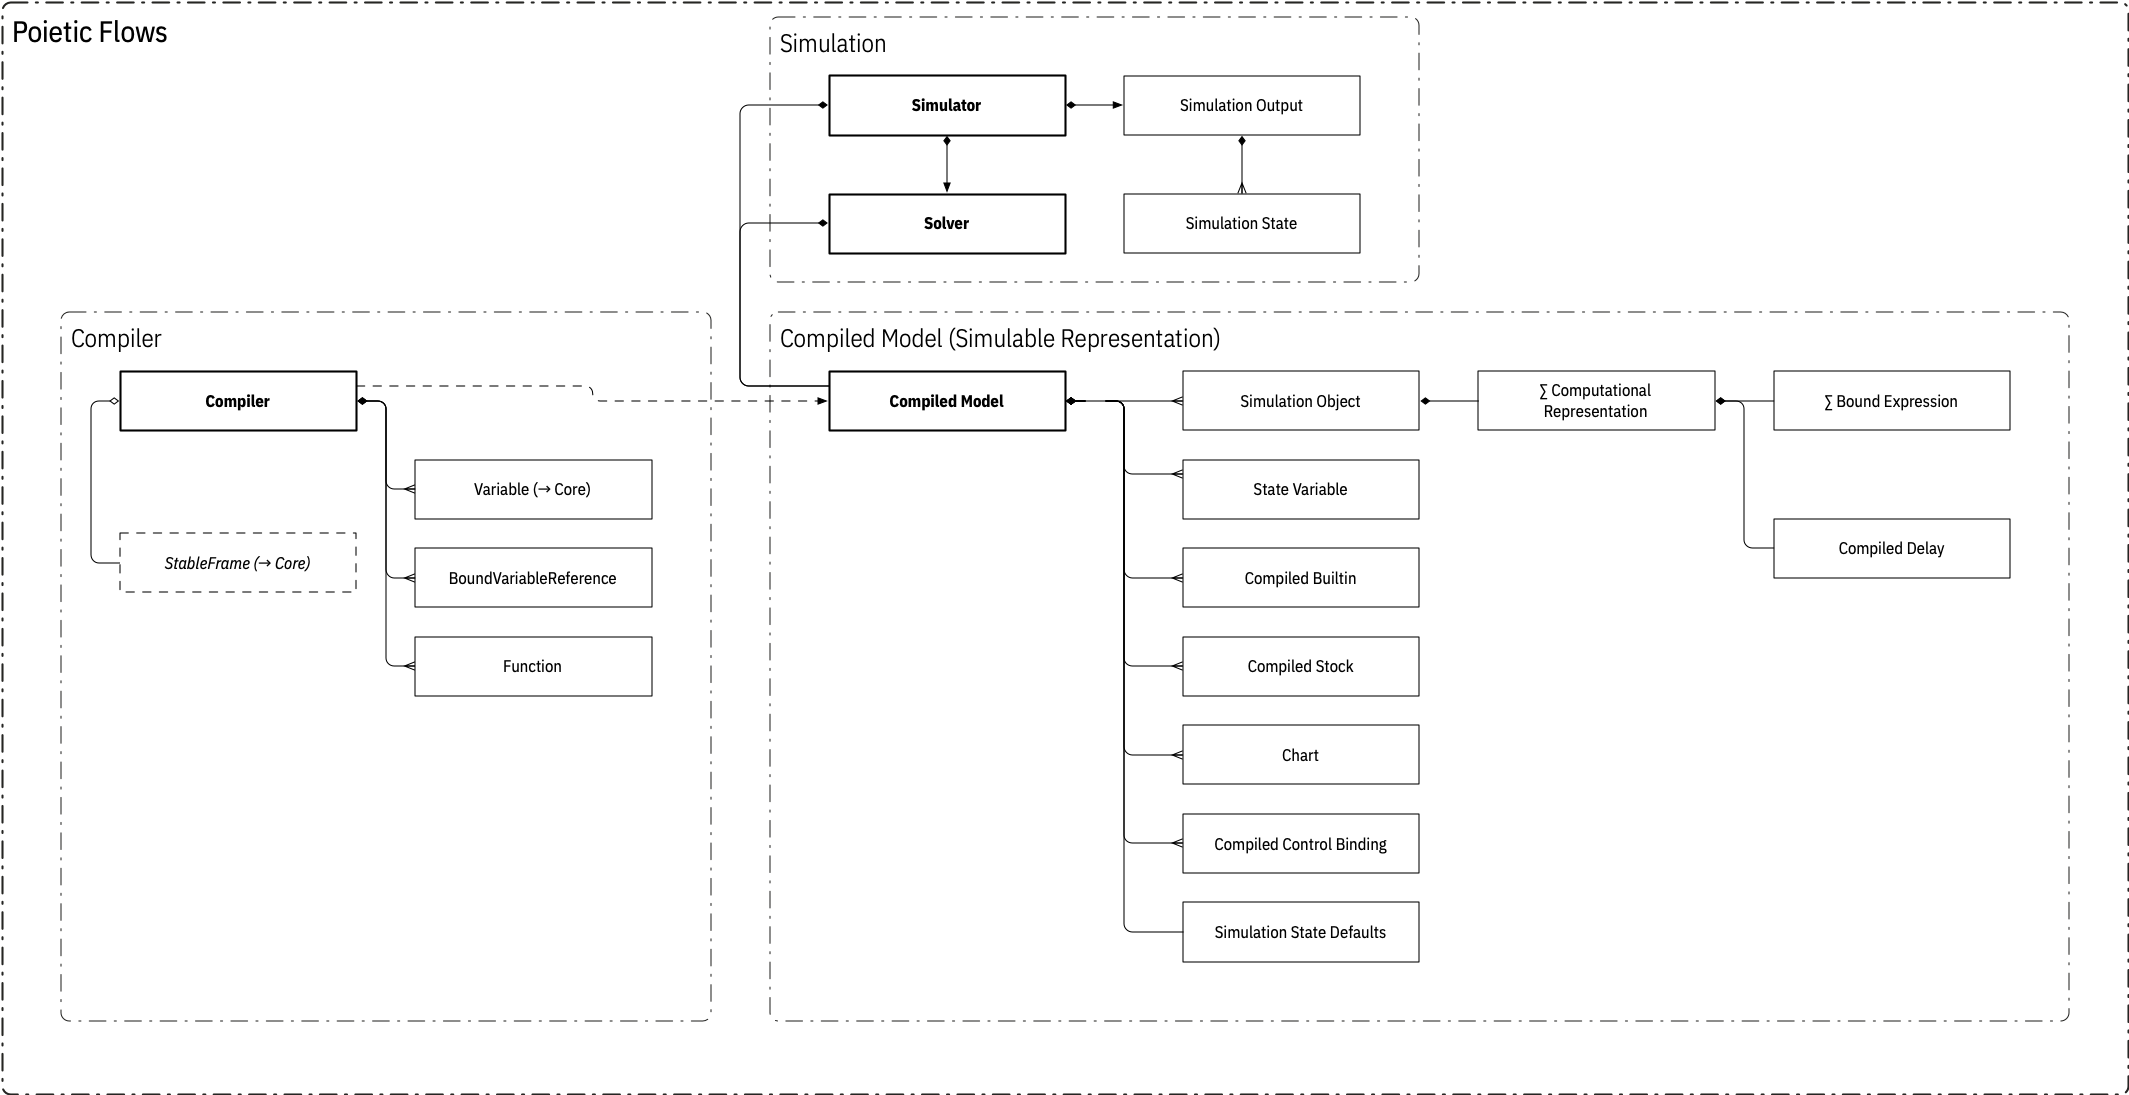 Poietic Flows
Simulation
Simulator
Simulation Output
Solver
Simulation State
Compiler
Compiler
StableFrame (→ Core)
Variable (→ Core)
BoundVariableReference
Function
Compiled Model (Simulable Representation)
Compiled Model
Simulation Object
∑ Computational
Representation
∑ Bound Expression
State Variable
Compiled Delay
Compiled Builtin
Compiled Stock
Chart
Compiled Control Binding
Simulation State Defaults